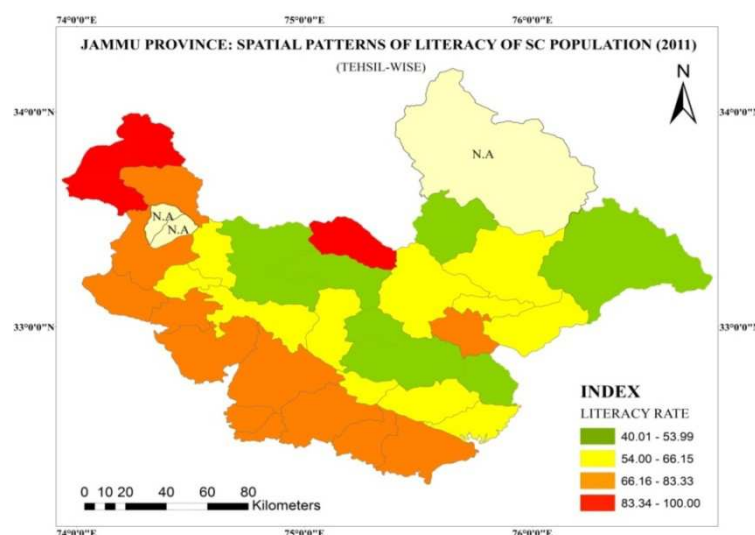 74°0'0"E 75°0'0"E 76°0'0"E
JAMMU PROVINCE: SPATIAL PATTERNS OF LITERACY OF SC POPULATION (2011)
(TEHSIL-WISE)
N
34°0'0"N 34°0'0"N
N.A
N.A
N.A
33°0'0"N 33°0'0"N
INDEX
LITERACY RATE
40.01 - 53.99
54.00 - 66.15
66.16 - 83.33
83.34 - 100.00
0 10 20 40 60 80
Kilometers
74°0'0"E 75°0'0"E 76°0'0"E